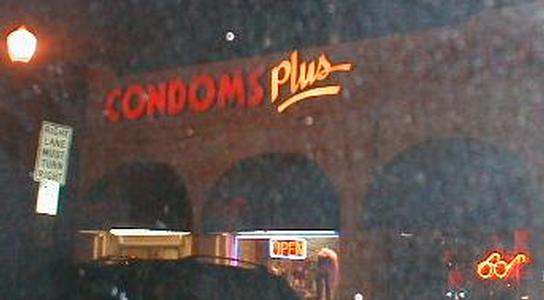 CONDOMS Plus
RIGHT
LANE
MUST
TURN
RIGHT
OPEN